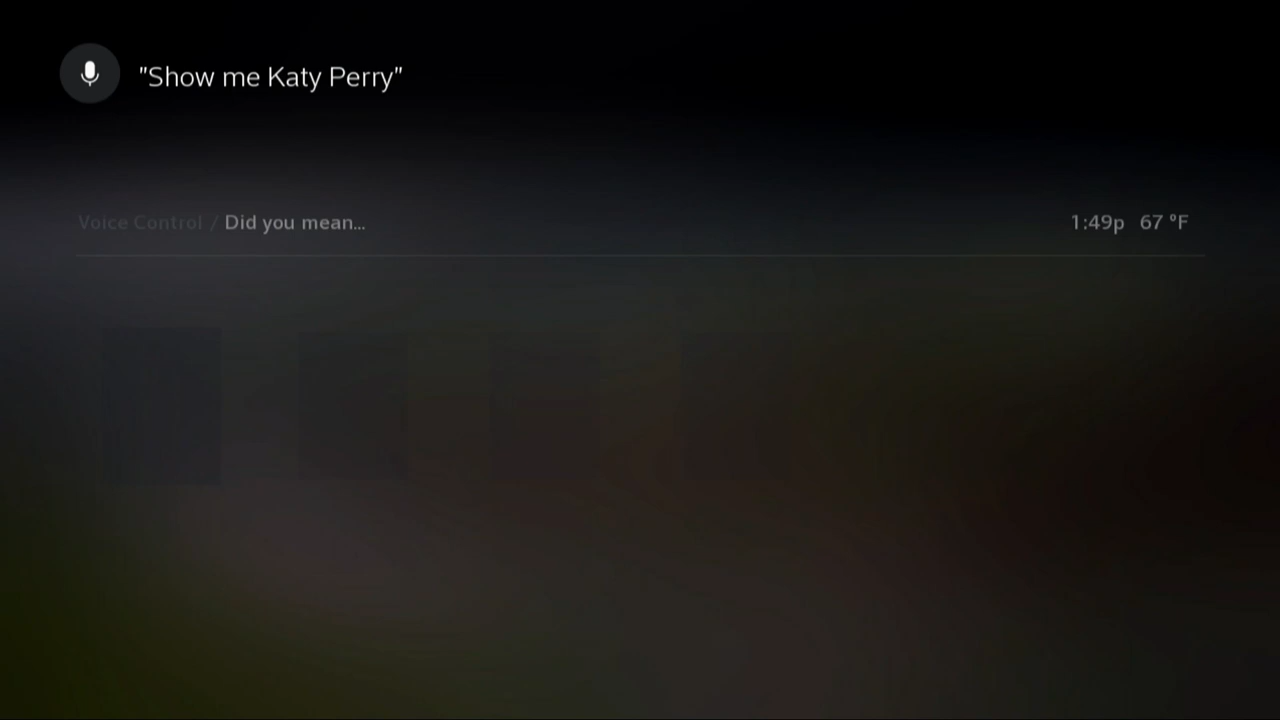 "Show me Katy Perry"
Voice Control / Did you mean...
1:49p 67 °F